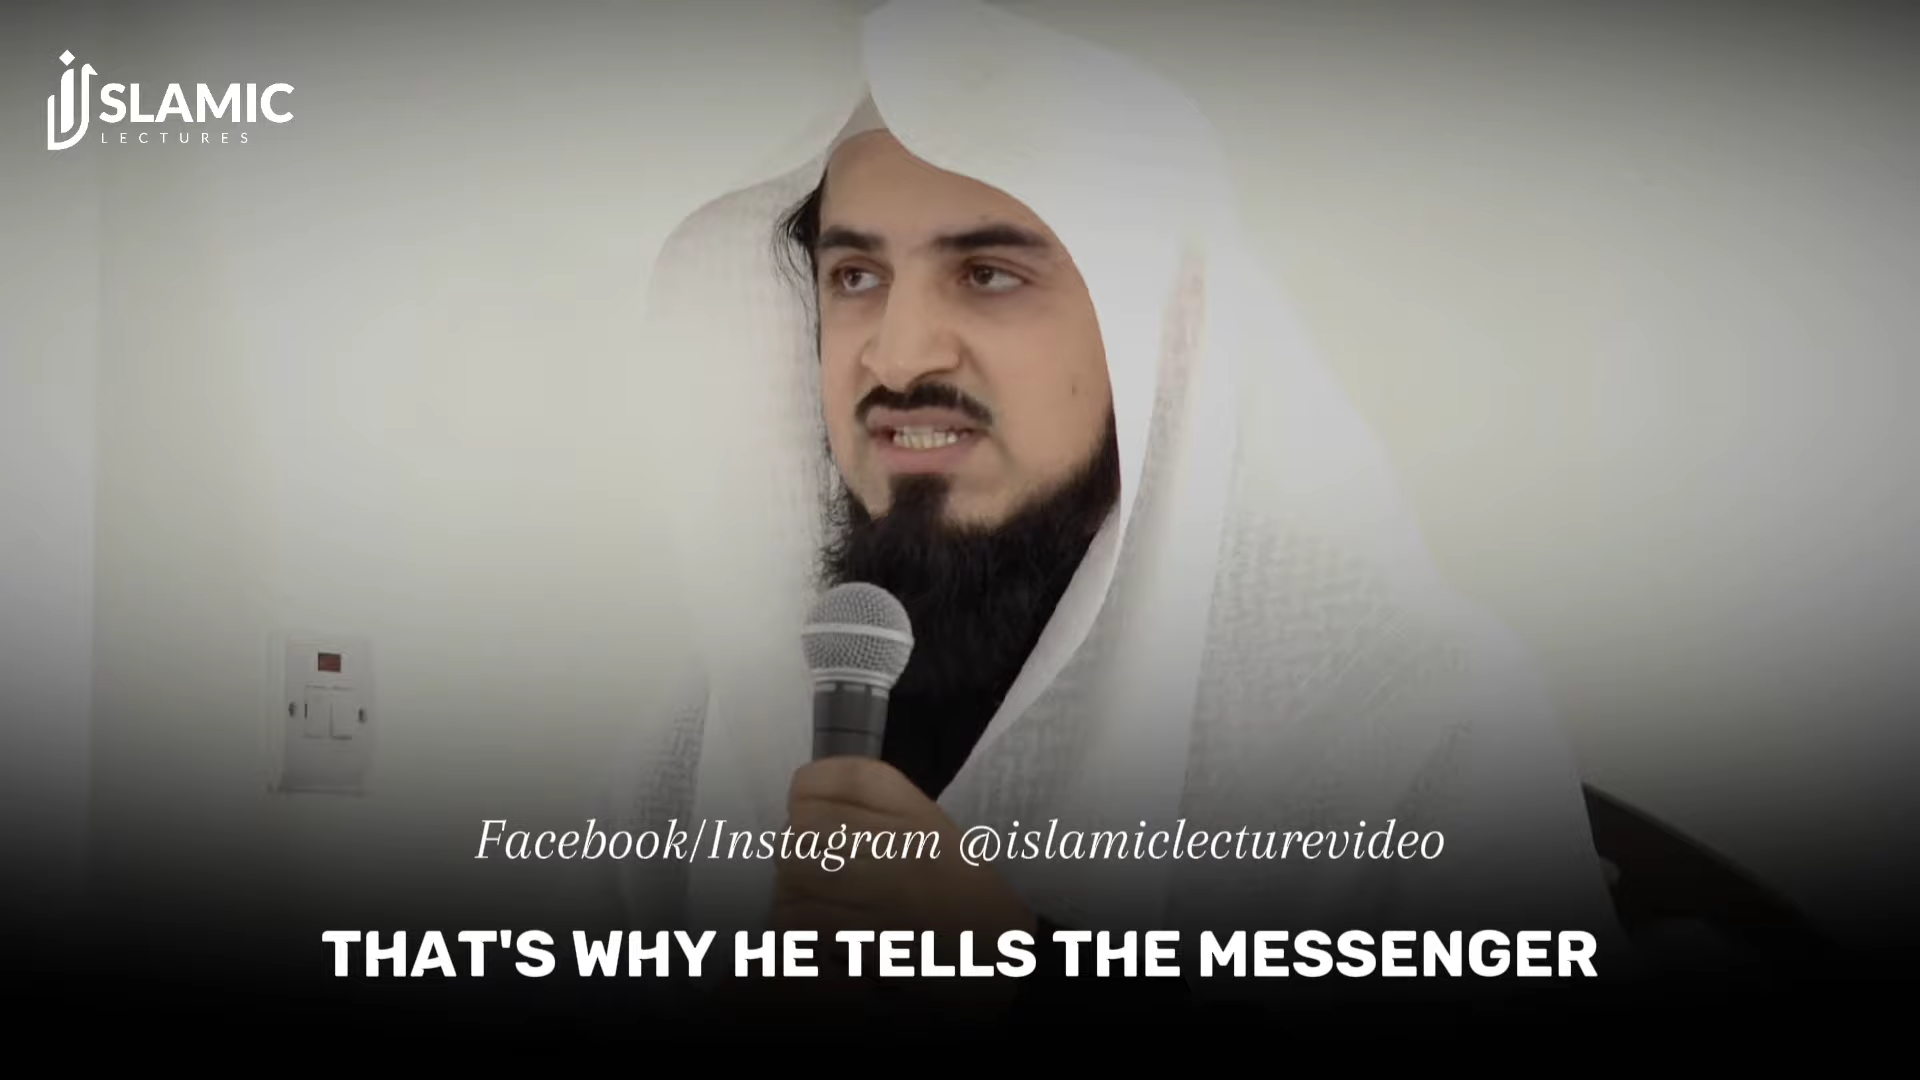 ISLAMIC
LECTURES
Facebook/Instagram @islamiclecturevideo
THAT'S WHY HE TELLS THE MESSENGER